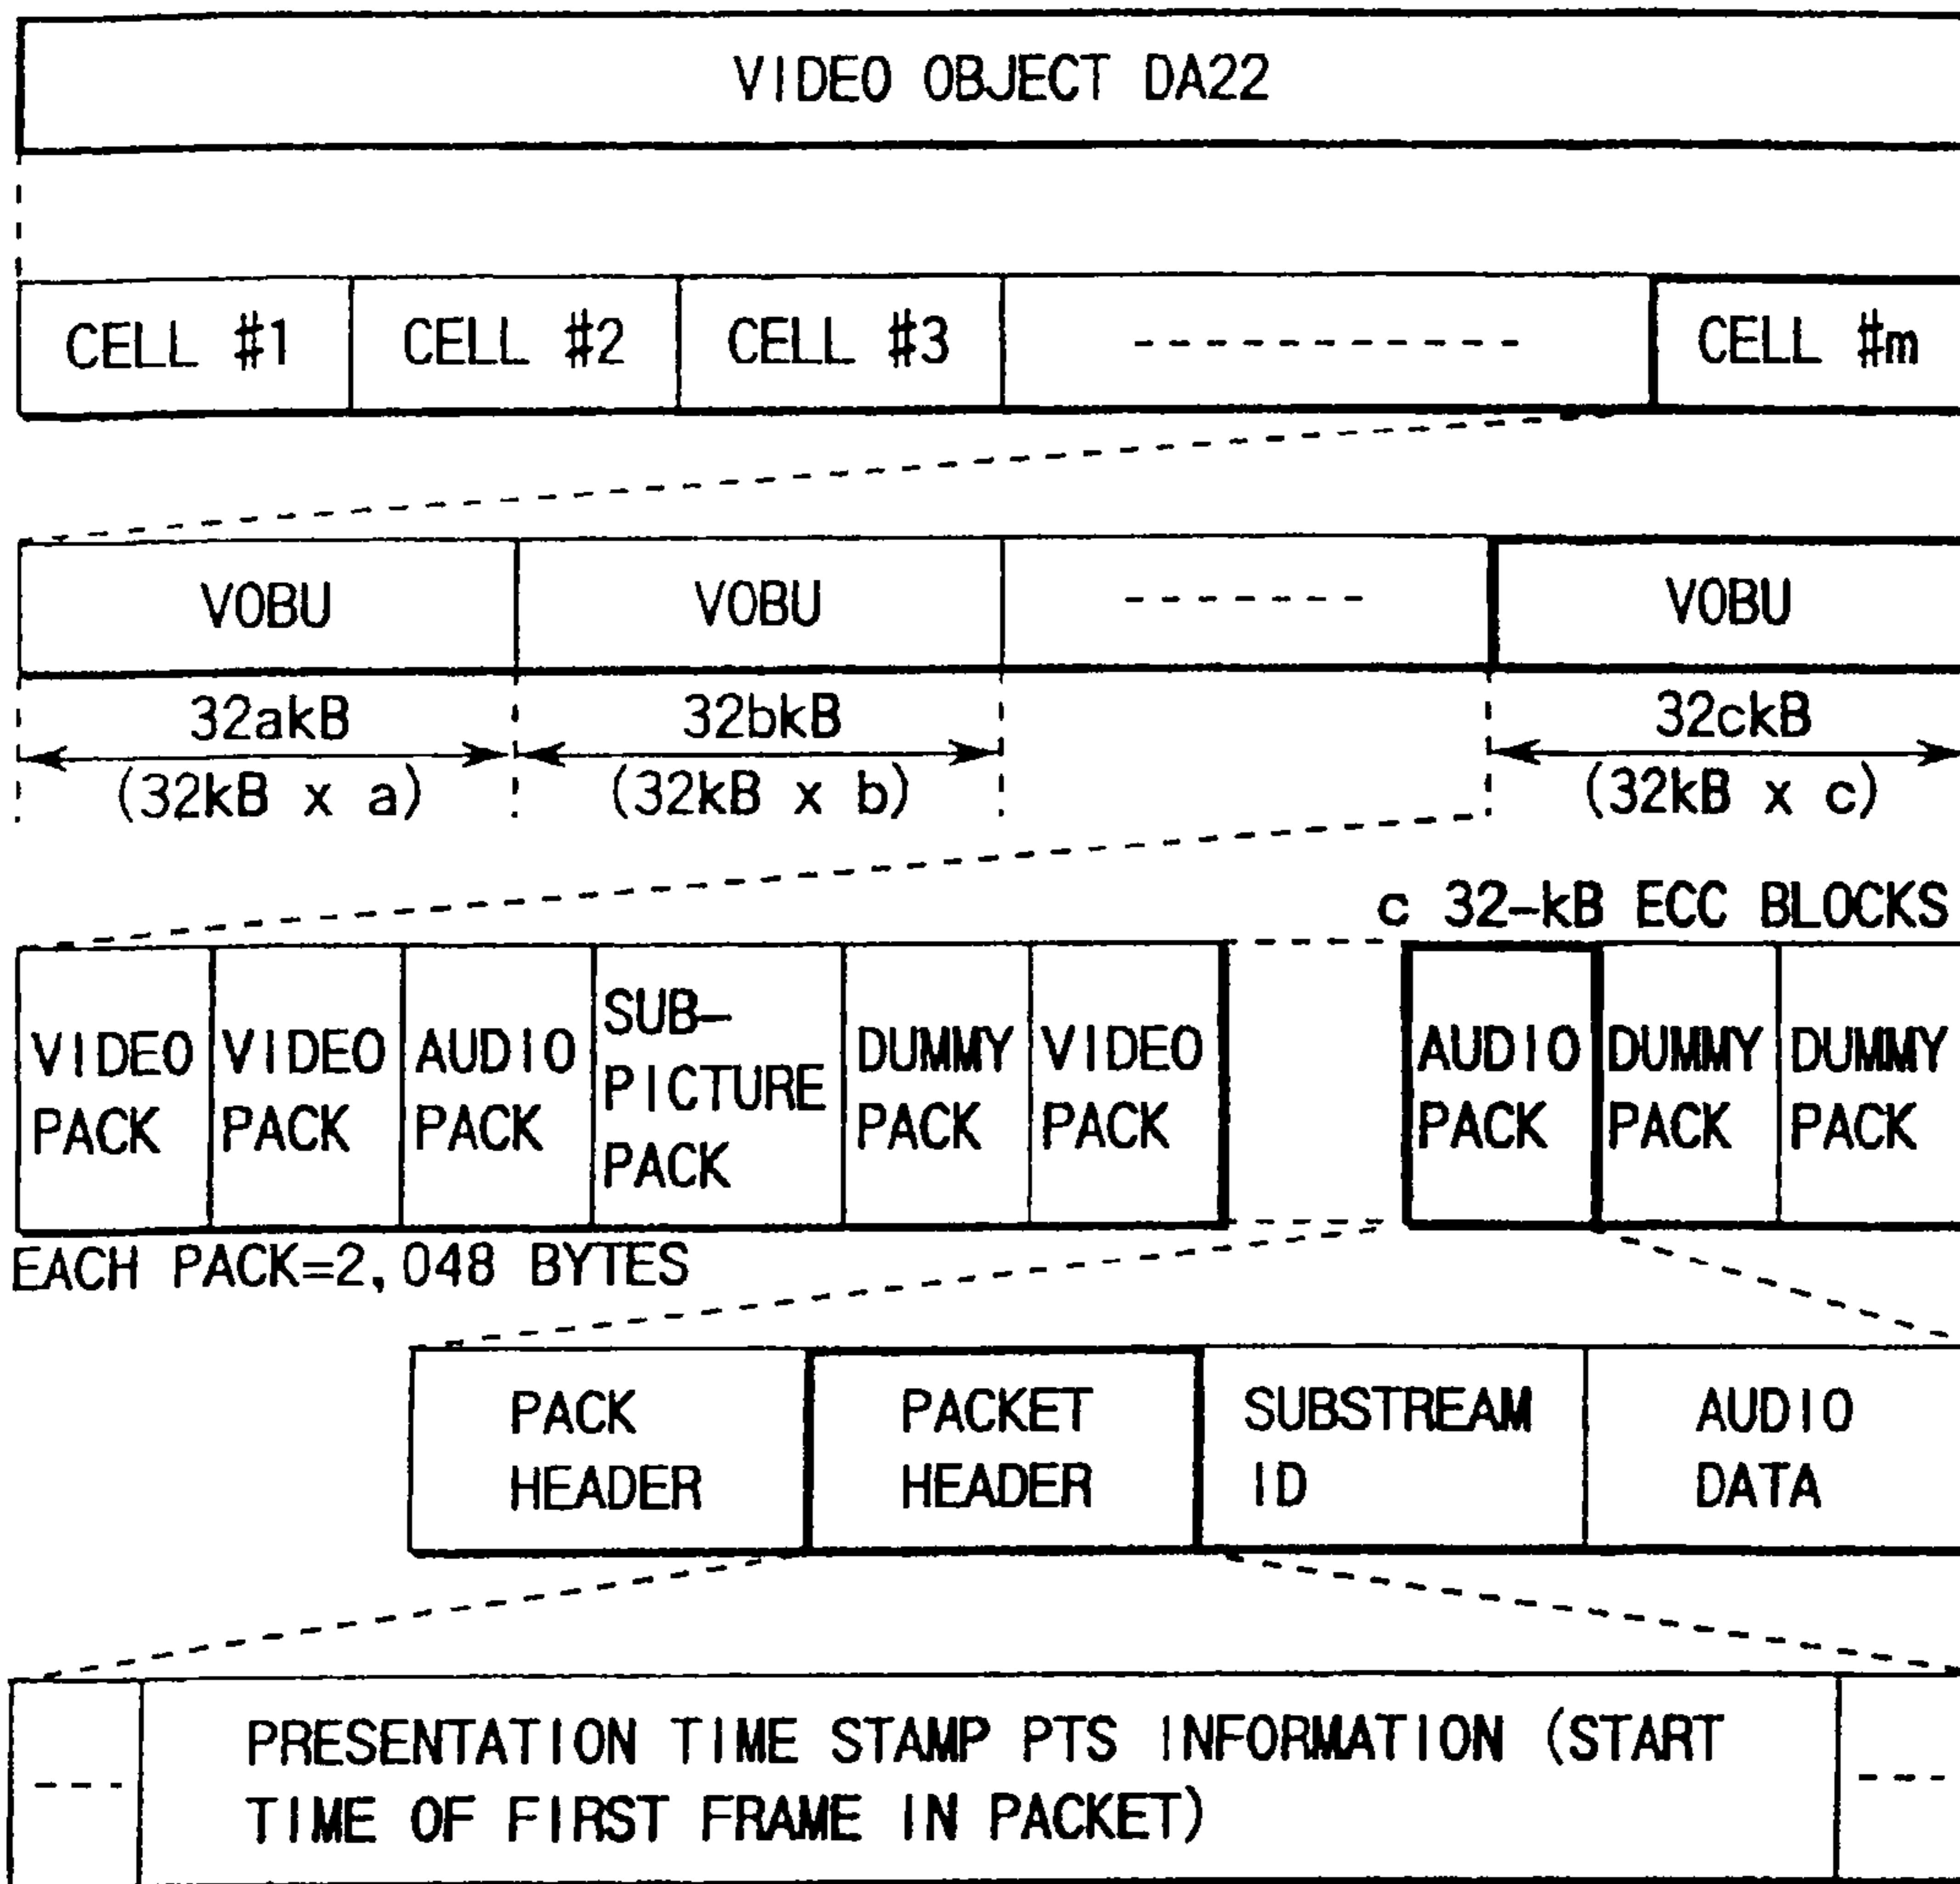 VIDEO OBJECT DA22
CELL #1 CELL #2 CELL #3 ----------- CELL #m
VOBU VOBU ------- VOBU
32akB 32bkB 32ckB
(32kB x a) (32kB x b) (32kB x c)
c 32-kB ECC BLOCKS
VIDEO PACK
VIDEO PACK
AUDIO PACK
SUB-
PICTURE
PACK
DUMMY PACK
VIDEO PACK
AUDIO PACK
DUMMY PACK
DUMMY PACK
EACH PACK=2,048 BYTES
PACK
HEADER
PACKET
HEADER
SUBSTREAM
ID
AUDIO
DATA
--- PRESENTATION TIME STAMP PTS INFORMATION (START
TIME OF FIRST FRAME IN PACKET) ---